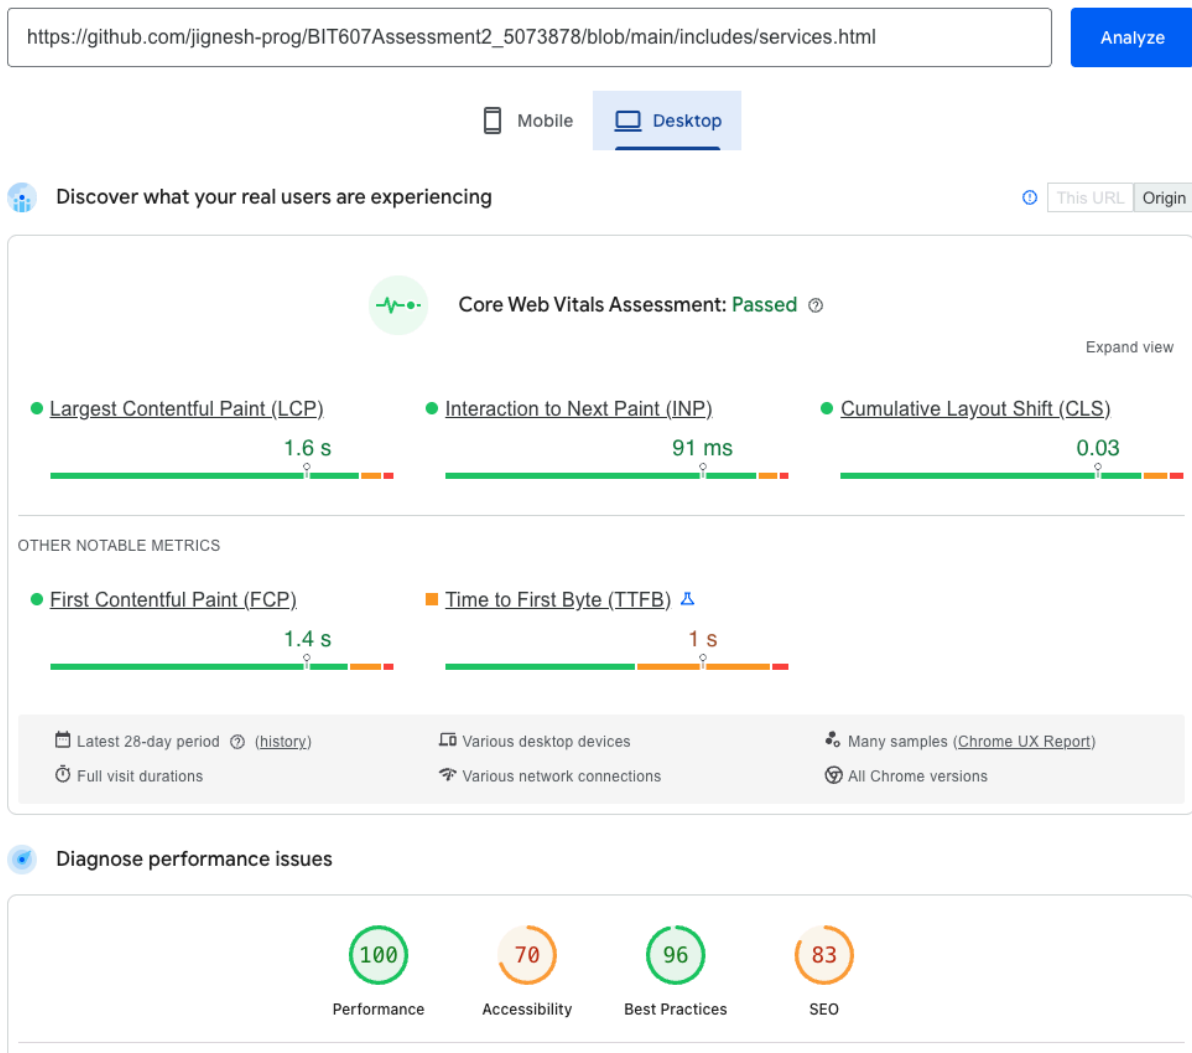 https://github.com/jignesh-prog/BIT607Assessment2_5073878/blob/main/includes/services.html Analyze
Mobile Desktop
Discover what your real users are experiencing This URL Origin
Core Web Vitals Assessment: Passed
Expand view
Largest Contentful Paint (LCP) Interaction to Next Paint (INP) Cumulative Layout Shift (CLS)
1.6 s 91 ms 0.03
OTHER NOTABLE METRICS
First Contentful Paint (FCP) Time to First Byte (TTFB)
1.4 s 1 s
Latest 28-day period (history) Various desktop devices Many samples (Chrome UX Report)
Full visit durations Various network connections All Chrome versions
Diagnose performance issues
100 70 96 83
Performance Accessibility Best Practices SEO